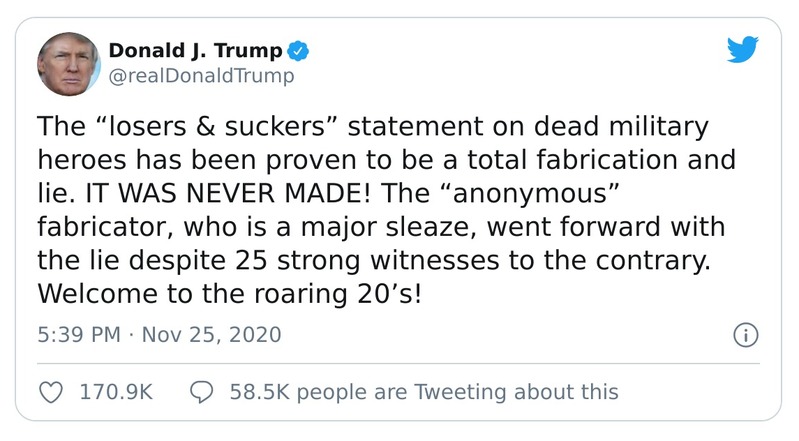 Donald J. Trump
@realDonaldTrump
The “losers & suckers” statement on dead military
heroes has been proven to be a total fabrication and
lie. IT WAS NEVER MADE! The “anonymous”
fabricator, who is a major sleaze, went forward with
the lie despite 25 strong witnesses to the contrary.
Welcome to the roaring 20’s!
5:39 PM · Nov 25, 2020
170.9K 58.5K people are Tweeting about this